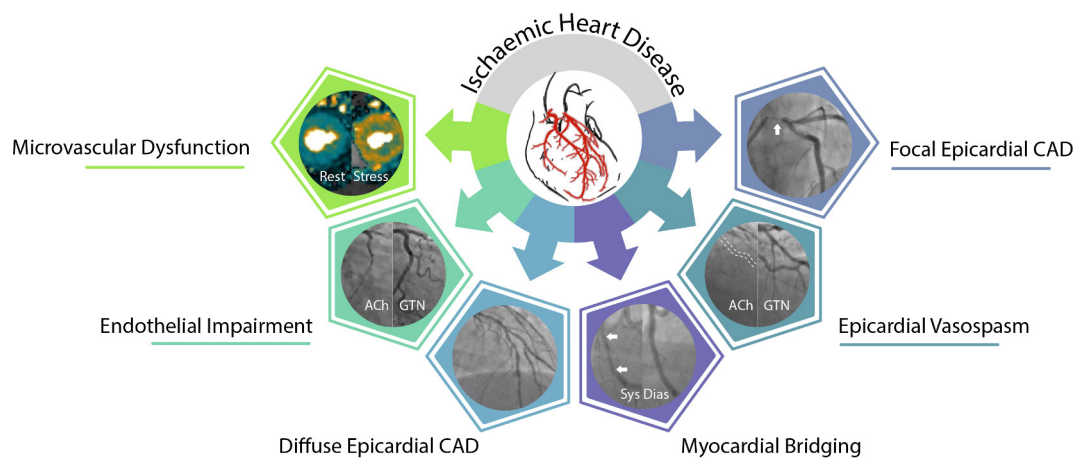 Ischaemic Heart Disease
Microvascular Dysfunction
Rest Stress
Focal Epicardial CAD
Endothelial Impairment
ACh GTN
ACh GTN
Epicardial Vasospasm
Diffuse Epicardial CAD
Sys Dias
Myocardial Bridging